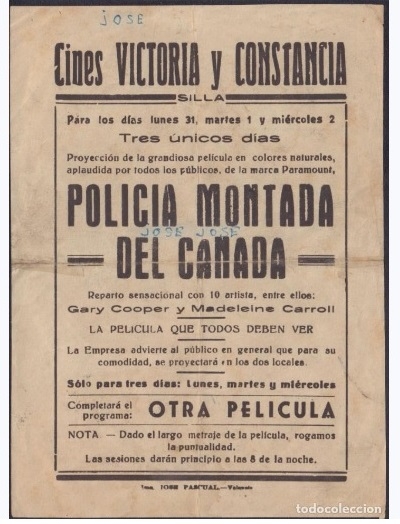 JOSE
Cines VICTORIA y CONSTANCIA
SILLA
Para los días lunes 31, martes 1 y miércoles 2
Tres únicos días
Proyección de la grandiosa película en colores naturales,
aplaudida por todos los públicos, de la marca Paramount,
POLICIA MONTADA
JOSE JOSE
DEL CANADA
Reparto sensacional con 10 artista, entre ellos:
Gary Cooper y Madeleine Carroll
LA PELICULA QUE TODOS DEBEN VER
La Empresa advierte al público en general que para su
comodidad, se proyectará en los dos locales.
Sólo para tres días: Lunes, martes y miércoles
Completará el
programa: OTRA PELICULA
NOTA — Dado el largo metraje de la película, rogamos
la puntualidad.
Las sesiones darán principio a las 8 de la noche.
Imp. JOSE PASCUAL.—Valencia
todocoleccion